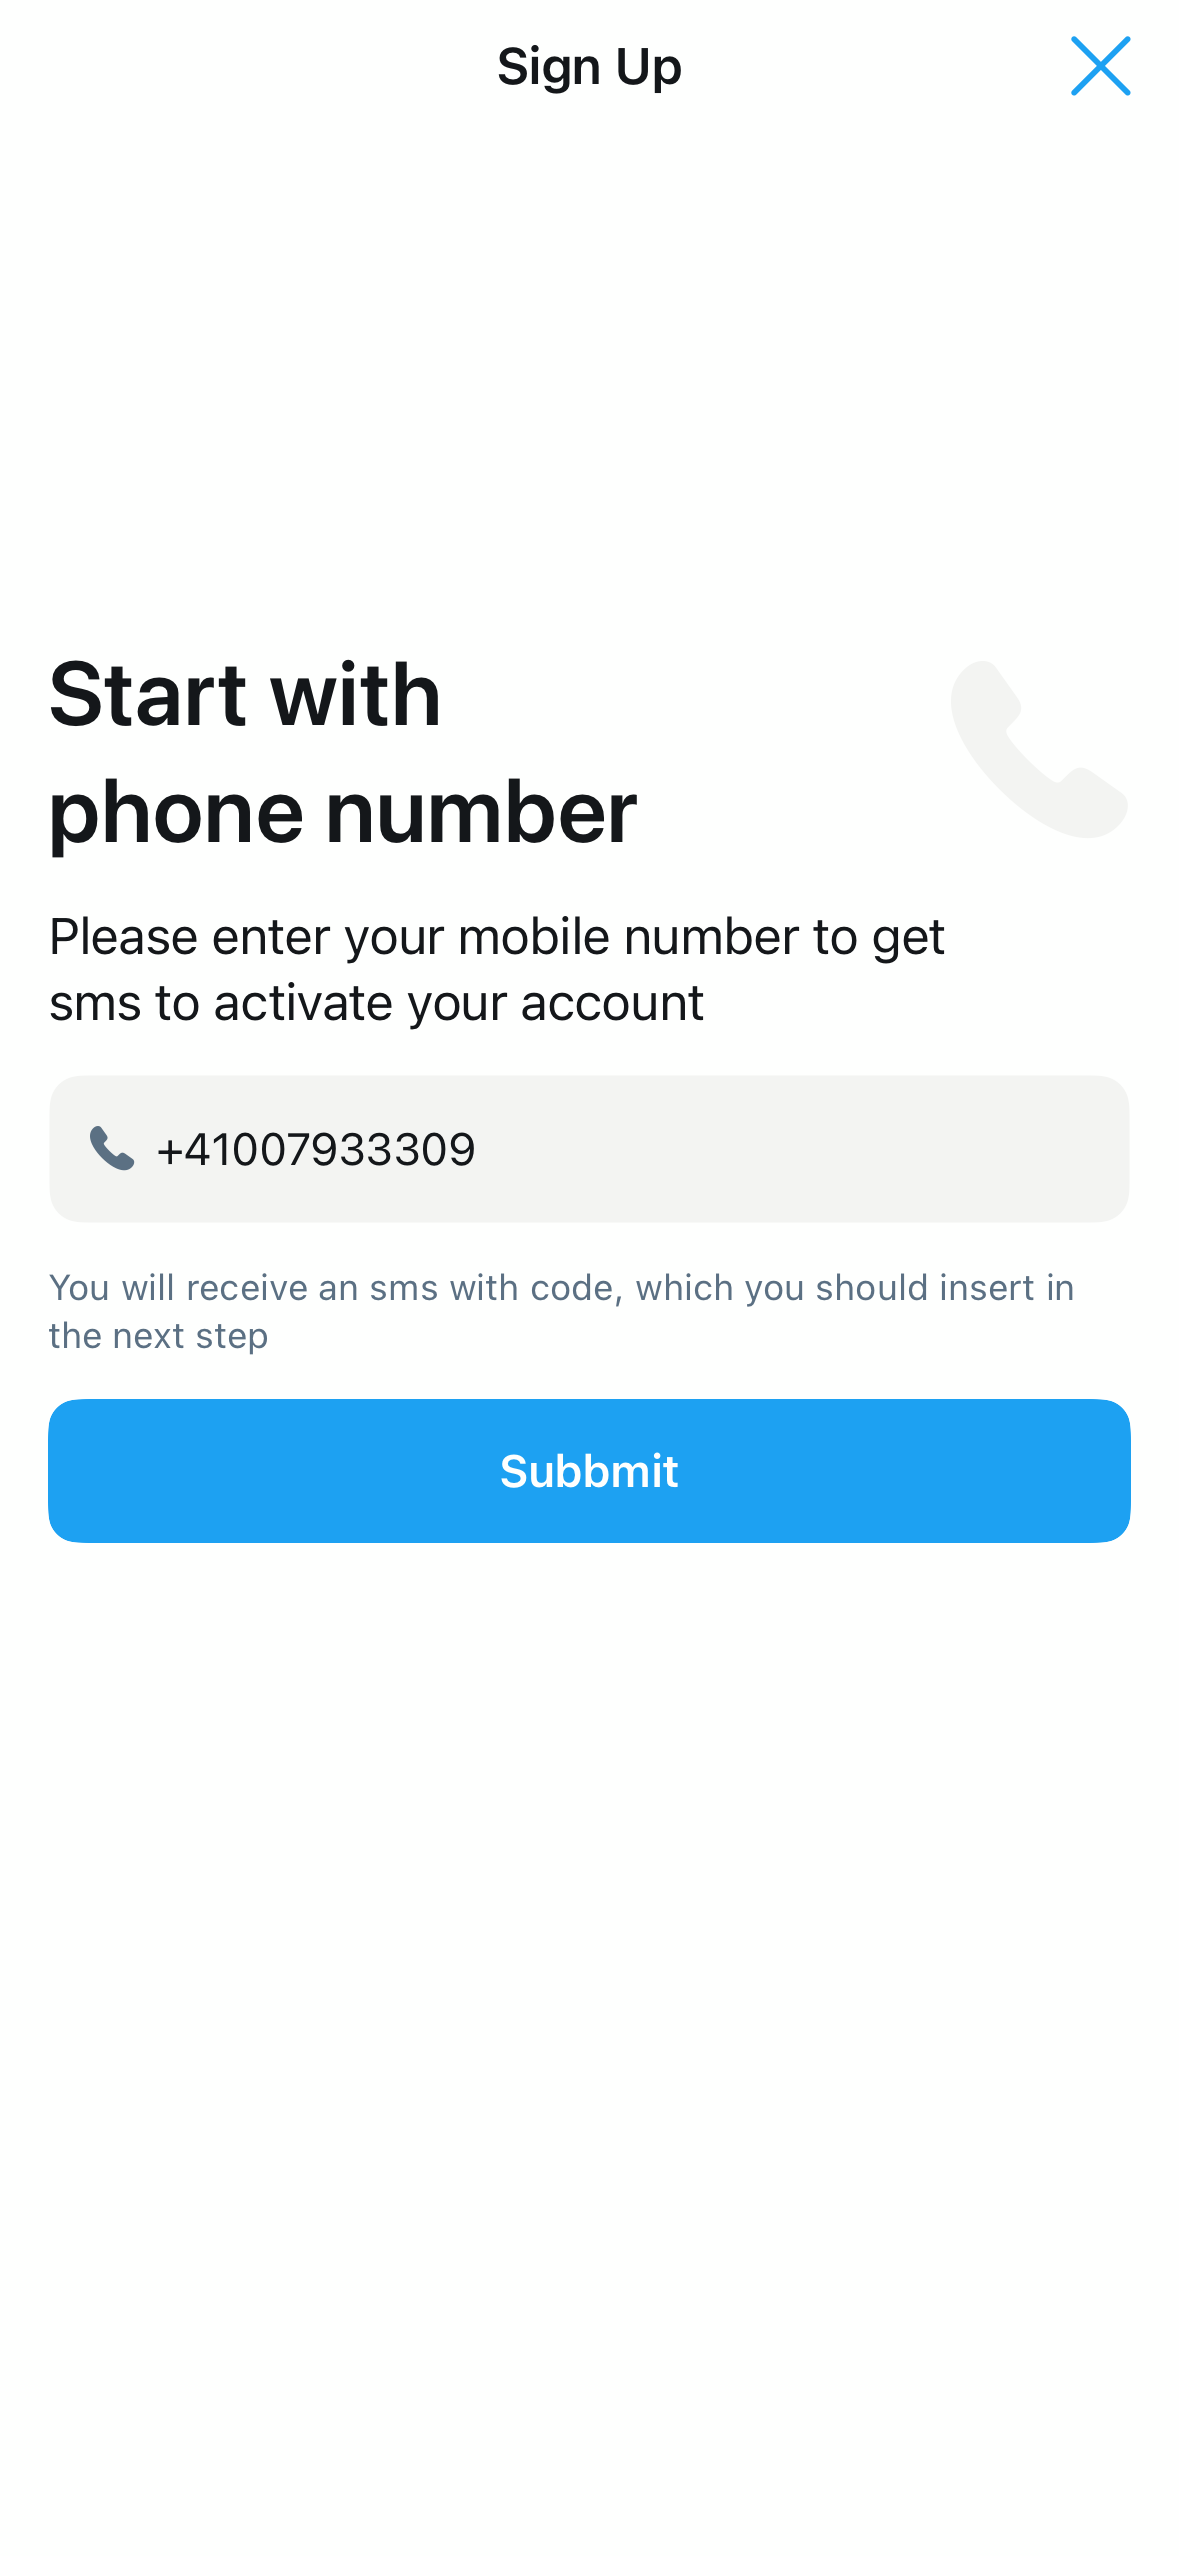 Sign Up
Start with
phone number
Please enter your mobile number to get
sms to activate your account
+41007933309
You will receive an sms with code, which you should insert in
the next step
Subbmit